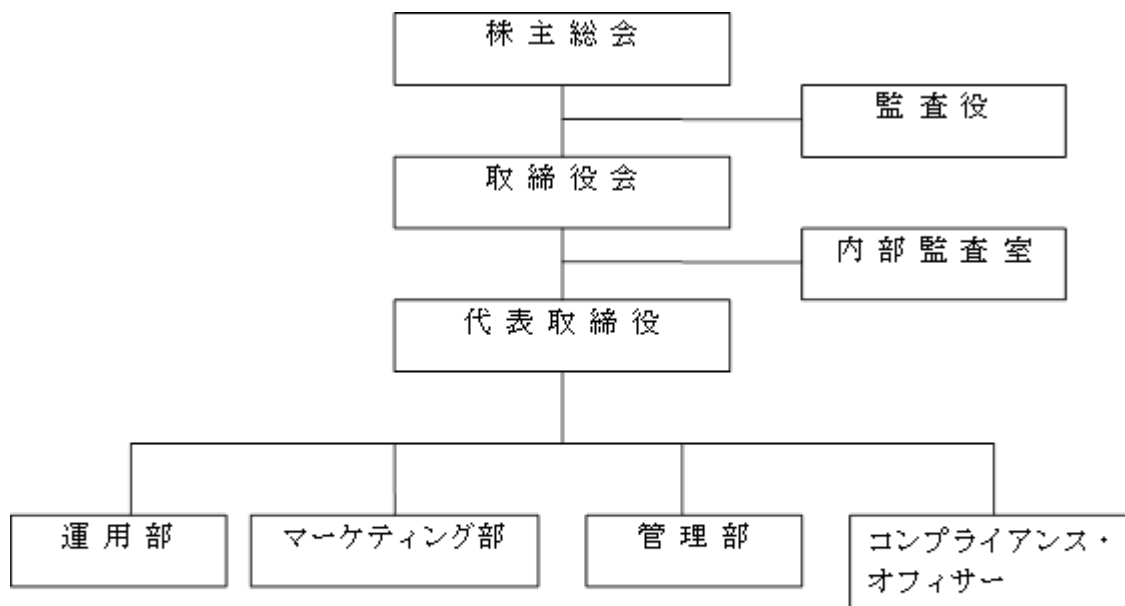 株主総会
監査役
取締役会
内部監査室
代表取締役
運用部
マーケティング部
管理部
コンプライアンス・
オフィサー